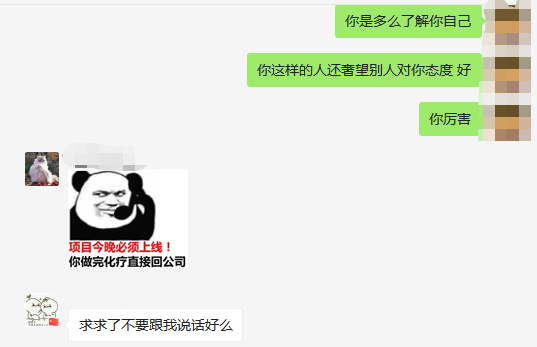 你是多么了解你自己
你这样的人还奢望别人对你态度 好
你厉害
项目今晚必须上线！
你做完化疗直接回公司
求求了不要跟我说话好么